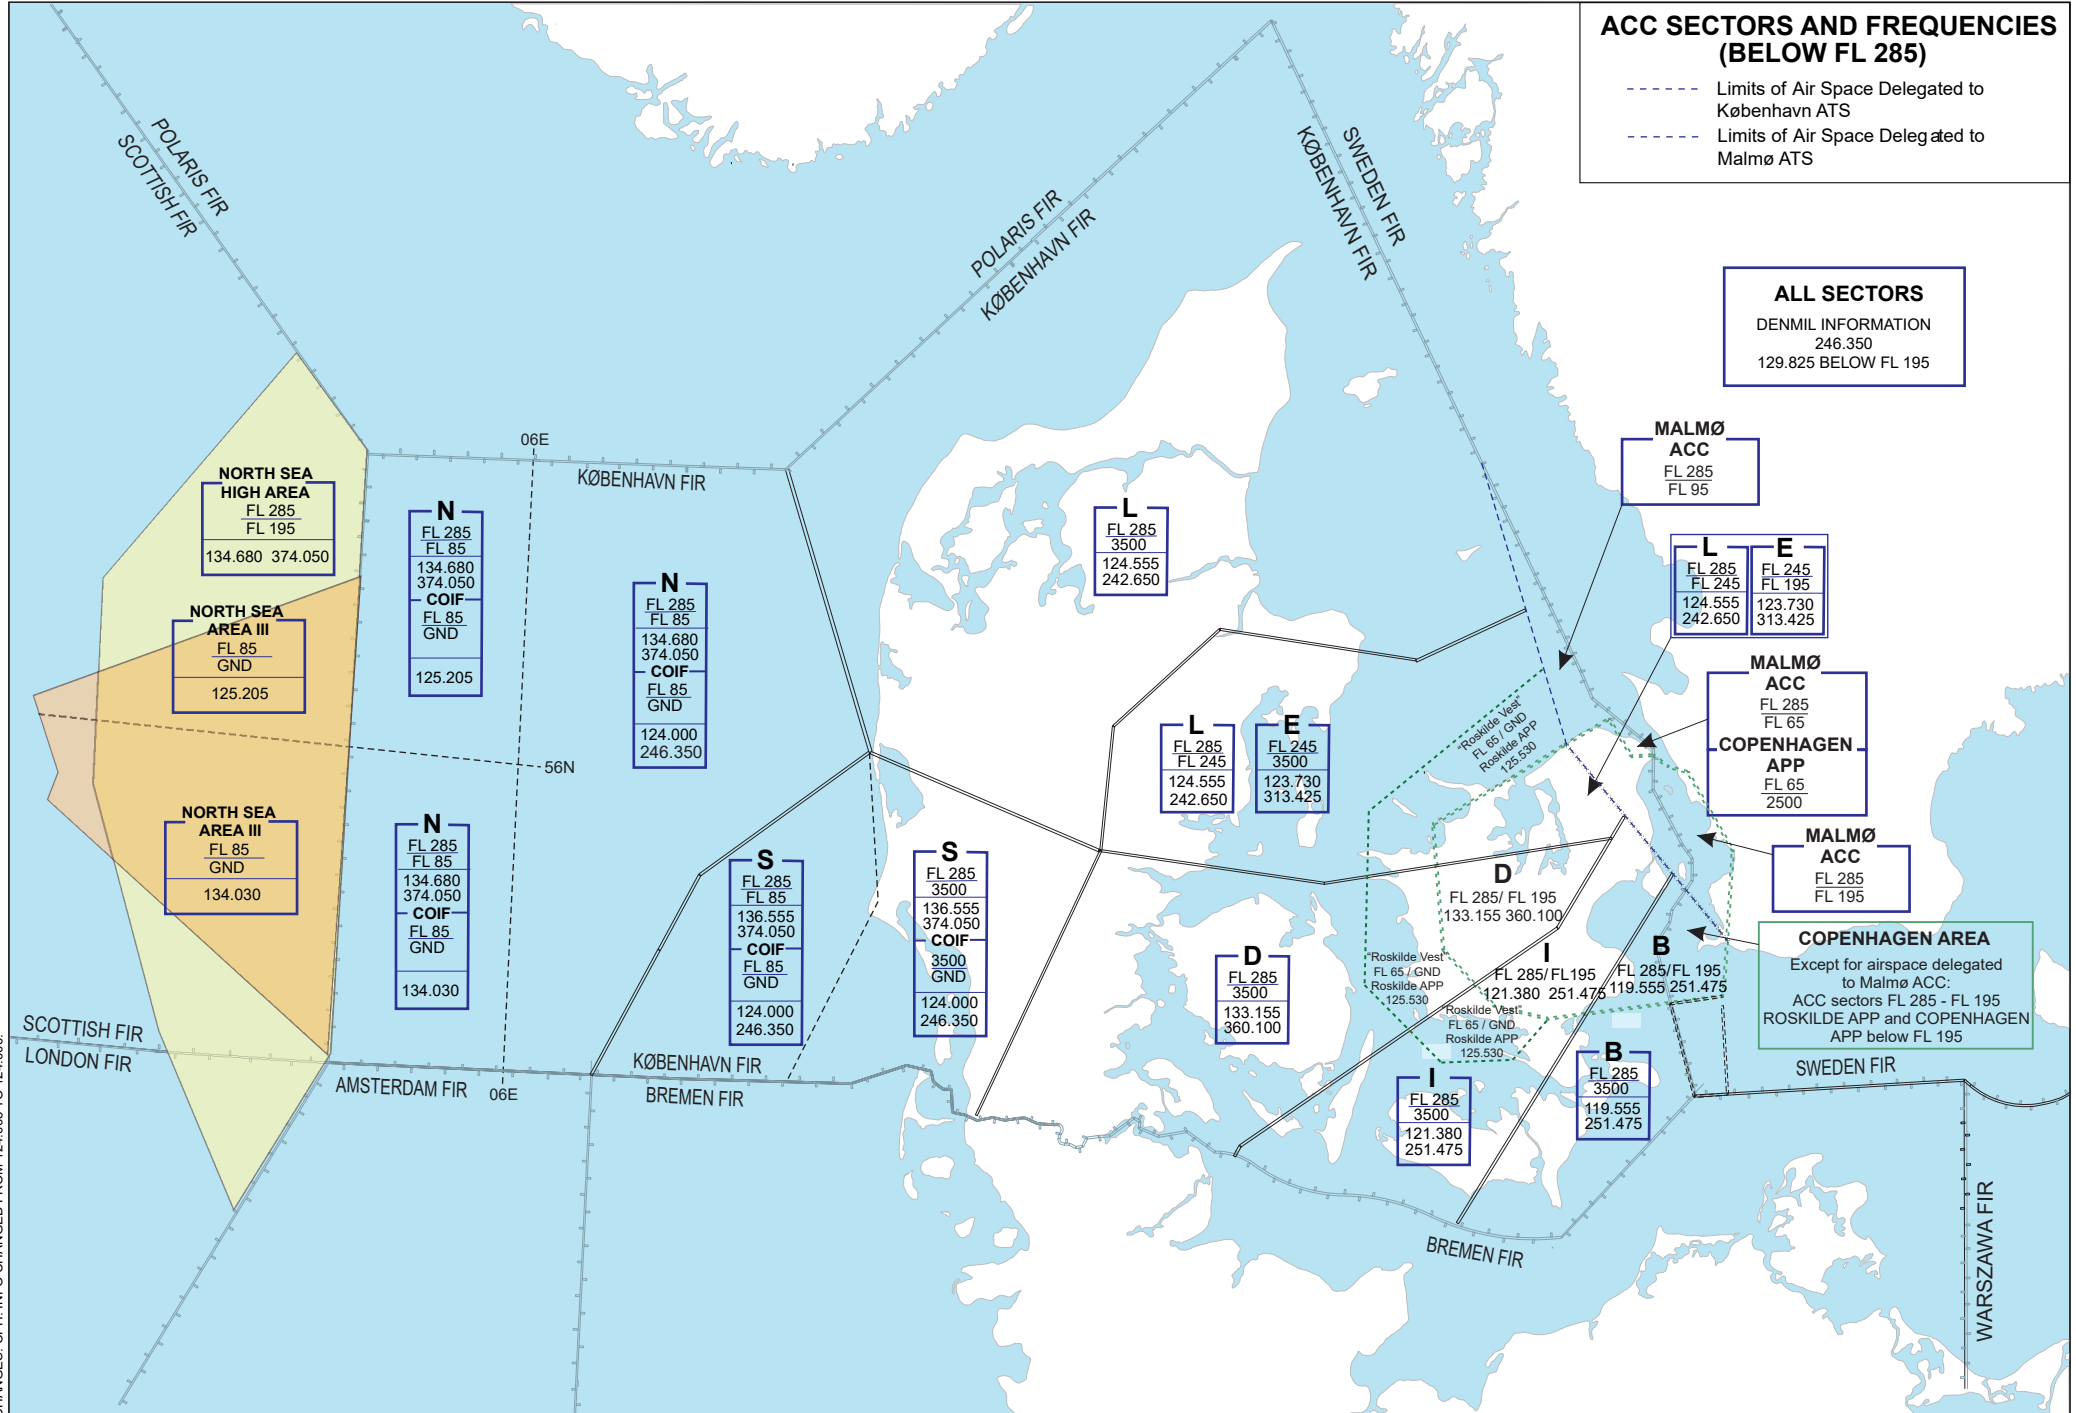 ACC SECTORS AND FREQUENCIES
(BELOW FL 285)
Limits of Air Space Delegated to
København ATS
Limits of Air Space Delegated to
Malmø ATS
POLARIS FIR
SCOTTISH FIR
POLARIS FIR
KØBENHAVN FIR
SWEDEN FIR
KØBENHAVN FIR
ALL SECTORS
DENMIL INFORMATION
246.350
129.825 BELOW FL 195
MALMØ
ACC
FL 285
FL 95
06E
KØBENHAVN FIR
NORTH SEA
HIGH AREA
FL 285
FL 195
134.680 374.050
N
FL 285
FL 85
134.680
374.050
COIF
FL 85
GND
125.205
N
FL 285
FL 85
134.680
374.050
COIF
FL 85
GND
124.000
246.350
L
FL 285
3500
124.555
242.650
L
FL 285
FL 245
124.555
242.650
E
FL 245
FL 195
123.730
313.425
NORTH SEA
AREA III
FL 85
GND
125.205
MALMØ
ACC
FL 285
FL 65
COPENHAGEN
APP
FL 65
2500
L
FL 285
FL 245
124.555
242.650
E
FL 245
3500
123.730
313.425
"Roskilde Vest"
FL 65 / GND
Roskilde APP
125.530
56N
NORTH SEA
AREA III
FL 85
GND
134.030
N
FL 285
FL 85
134.680
374.050
COIF
FL 85
GND
134.030
S
FL 285
FL 85
136.555
374.050
COIF
FL 85
GND
124.000
246.350
S
FL 285
3500
136.555
374.050
COIF
3500
GND
124.000
246.350
MALMØ
ACC
FL 285
FL 195
D
FL 285/ FL 195
133.155 360.100
D
FL 285
3500
133.155
360.100
"Roskilde Vest"
FL 65 / GND
Roskilde APP
125.530
I
FL 285/ FL195
121.380 251.475
B
FL 285/FL 195
119.555 251.475
COPENHAGEN AREA
Except for airspace delegated
to Malmø ACC:
ACC sectors FL 285 - FL 195
ROSKILDE APP and COPENHAGEN
APP below FL 195
"Roskilde Vest"
FL 65 / GND
Roskilde APP
125.530
B
FL 285
3500
119.555
251.475
I
FL 285
3500
121.380
251.475
SCOTTISH FIR
LONDON FIR
AMSTERDAM FIR
06E
KØBENHAVN FIR
BREMEN FIR
SWEDEN FIR
BREMEN FIR
WARSZAWA FIR